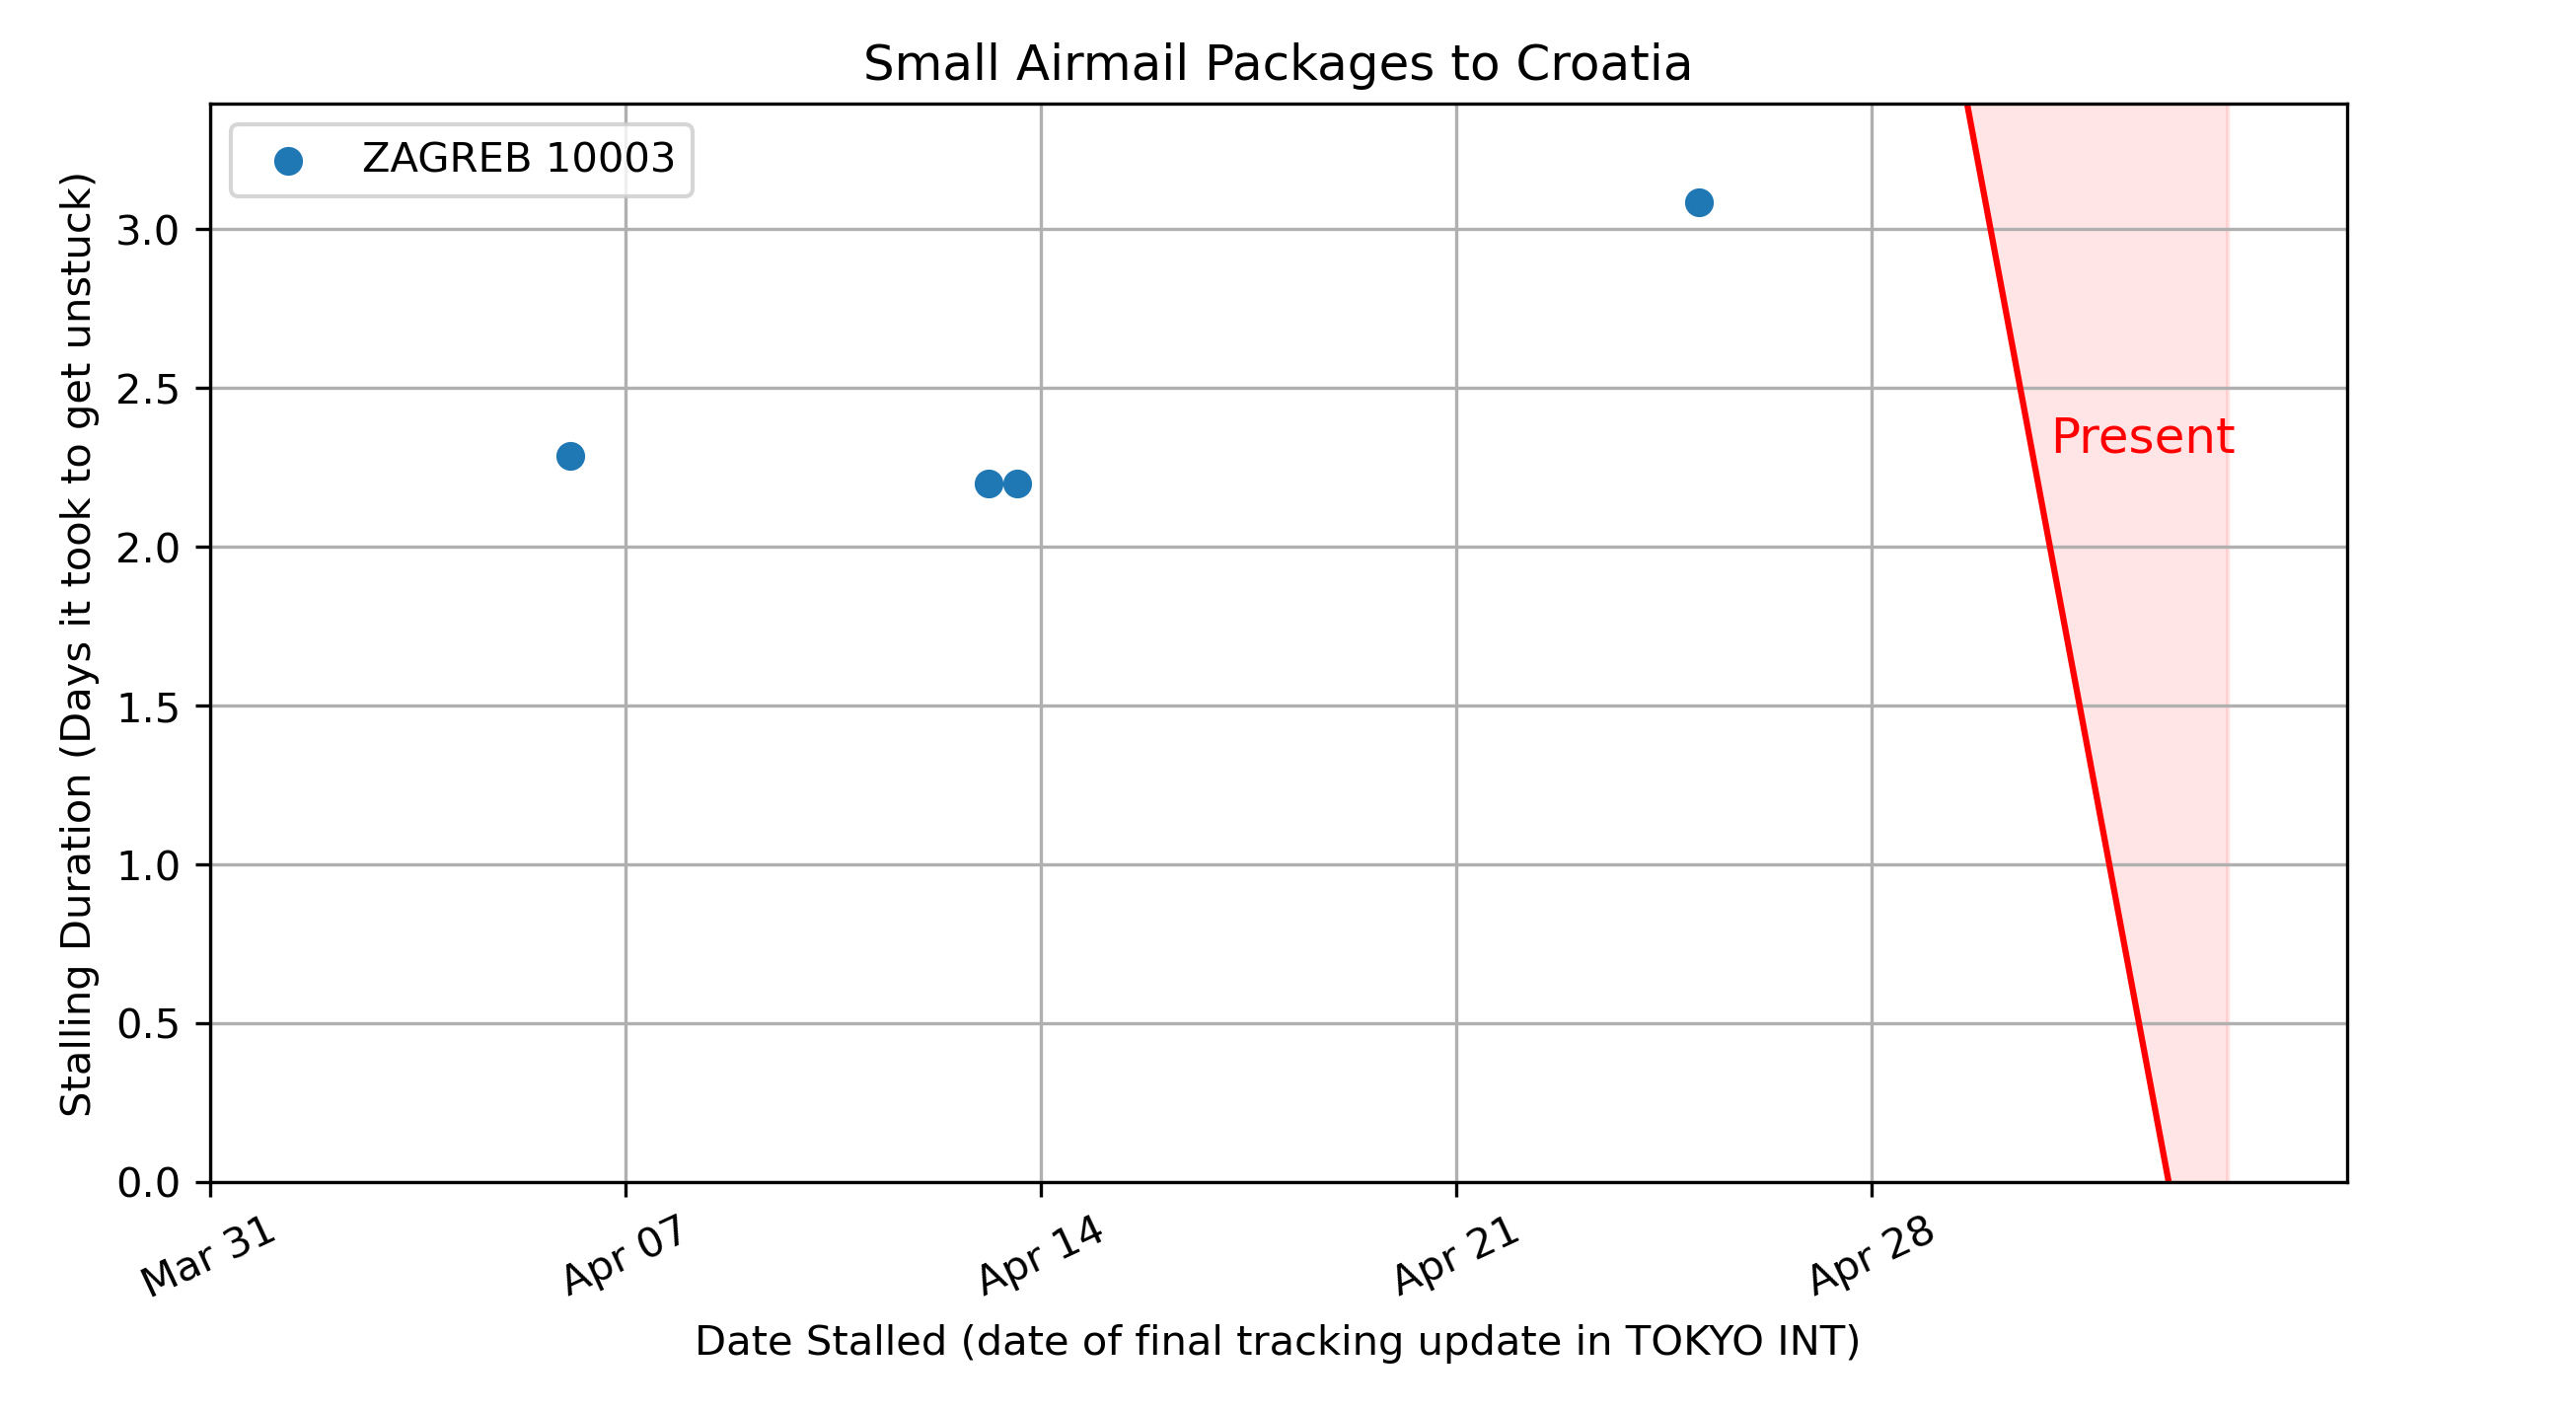 Small Airmail Packages to Croatia
ZAGREB 10003
Stalling Duration (Days it took to get unstuck)
3.0
2.5
2.0
1.5
1.0
0.5
0.0
Present
Mar 31
Apr 07
Apr 14
Apr 21
Apr 28
Date Stalled (date of final tracking update in TOKYO INT)